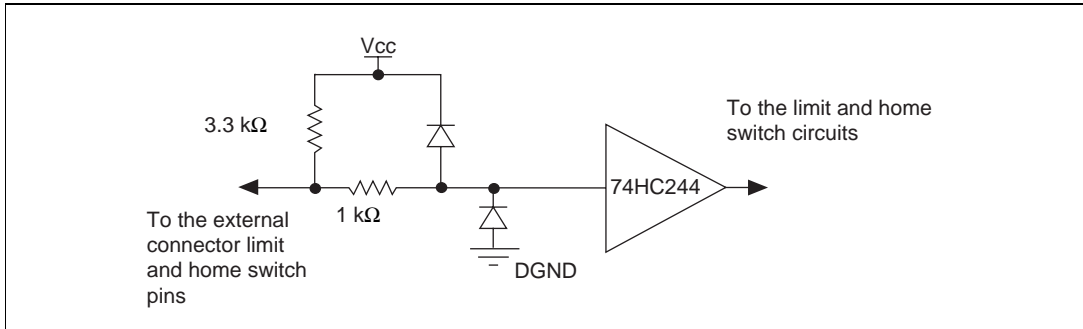 Vcc
3.3 kΩ
To the limit and home
switch circuits
74HC244
1 kΩ
To the external
connector limit
and home switch
pins
DGND